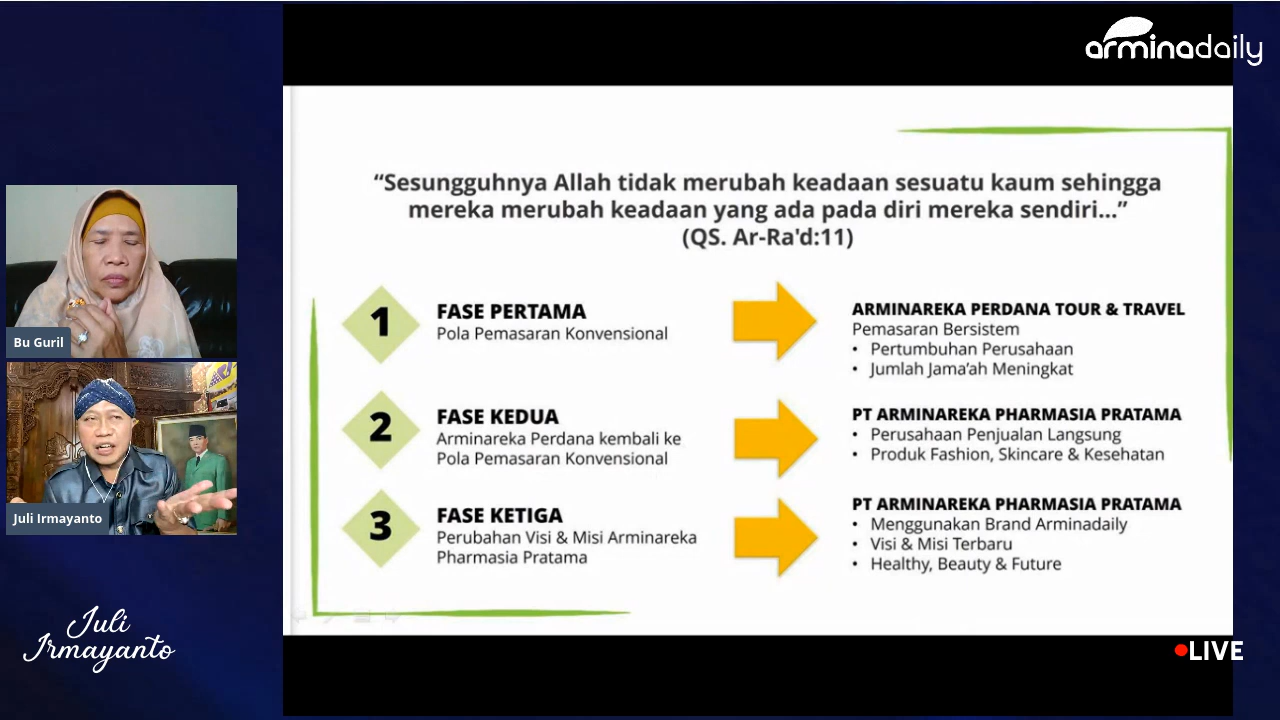 arminadaily
“Sesungguhnya Allah tidak merubah keadaan sesuatu kaum sehingga
mereka merubah keadaan yang ada pada diri mereka sendiri...”
(QS. Ar-Ra'd:11)
1
FASE PERTAMA
Pola Pemasaran Konvensional
ARMINAREKA PERDANA TOUR & TRAVEL
Pemasaran Bersistem
• Pertumbuhan Perusahaan
• Jumlah Jama’ah Meningkat
2
FASE KEDUA
Arminareka Perdana kembali ke
Pola Pemasaran Konvensional
PT ARMINAREKA PHARMASIA PRATAMA
• Perusahaan Penjualan Langsung
• Produk Fashion, Skincare & Kesehatan
3
FASE KETIGA
Perubahan Visi & Misi Arminareka
Pharmasia Pratama
PT ARMINAREKA PHARMASIA PRATAMA
• Menggunakan Brand Arminadaily
• Visi & Misi Terbaru
• Healthy, Beauty & Future
Bu Guril
Juli Irmayanto
Juli
Irmayanto
LIVE